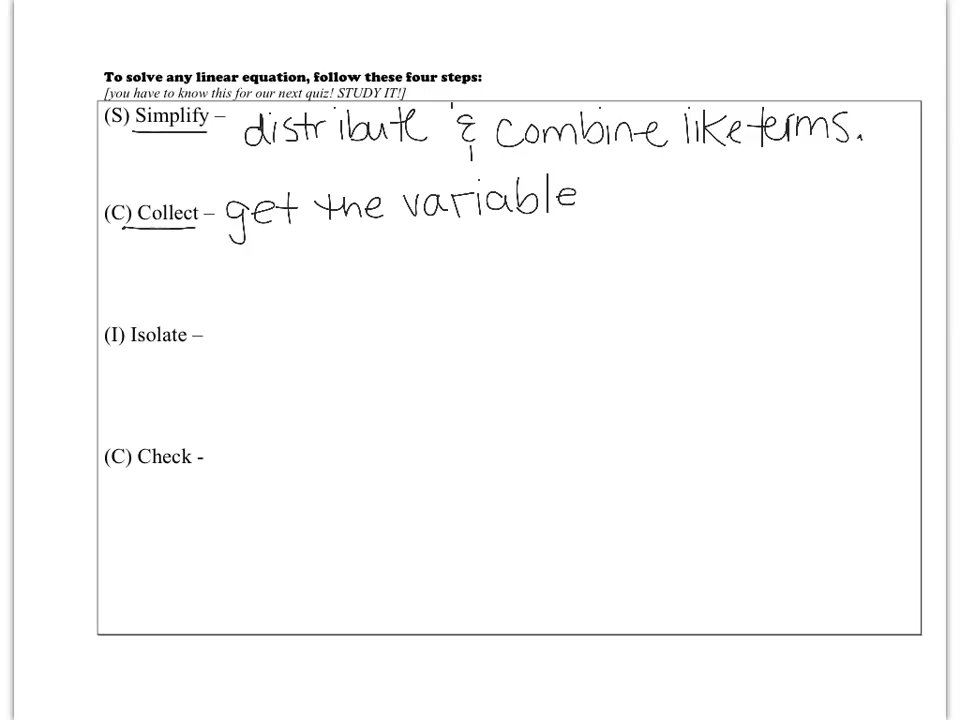 To solve any linear equation, follow these four steps:
[you have to know this for our next quiz! STUDY IT!]
(S) Simplify – distribute & combine like terms.
(C) Collect – get the variable
(I) Isolate –
(C) Check -